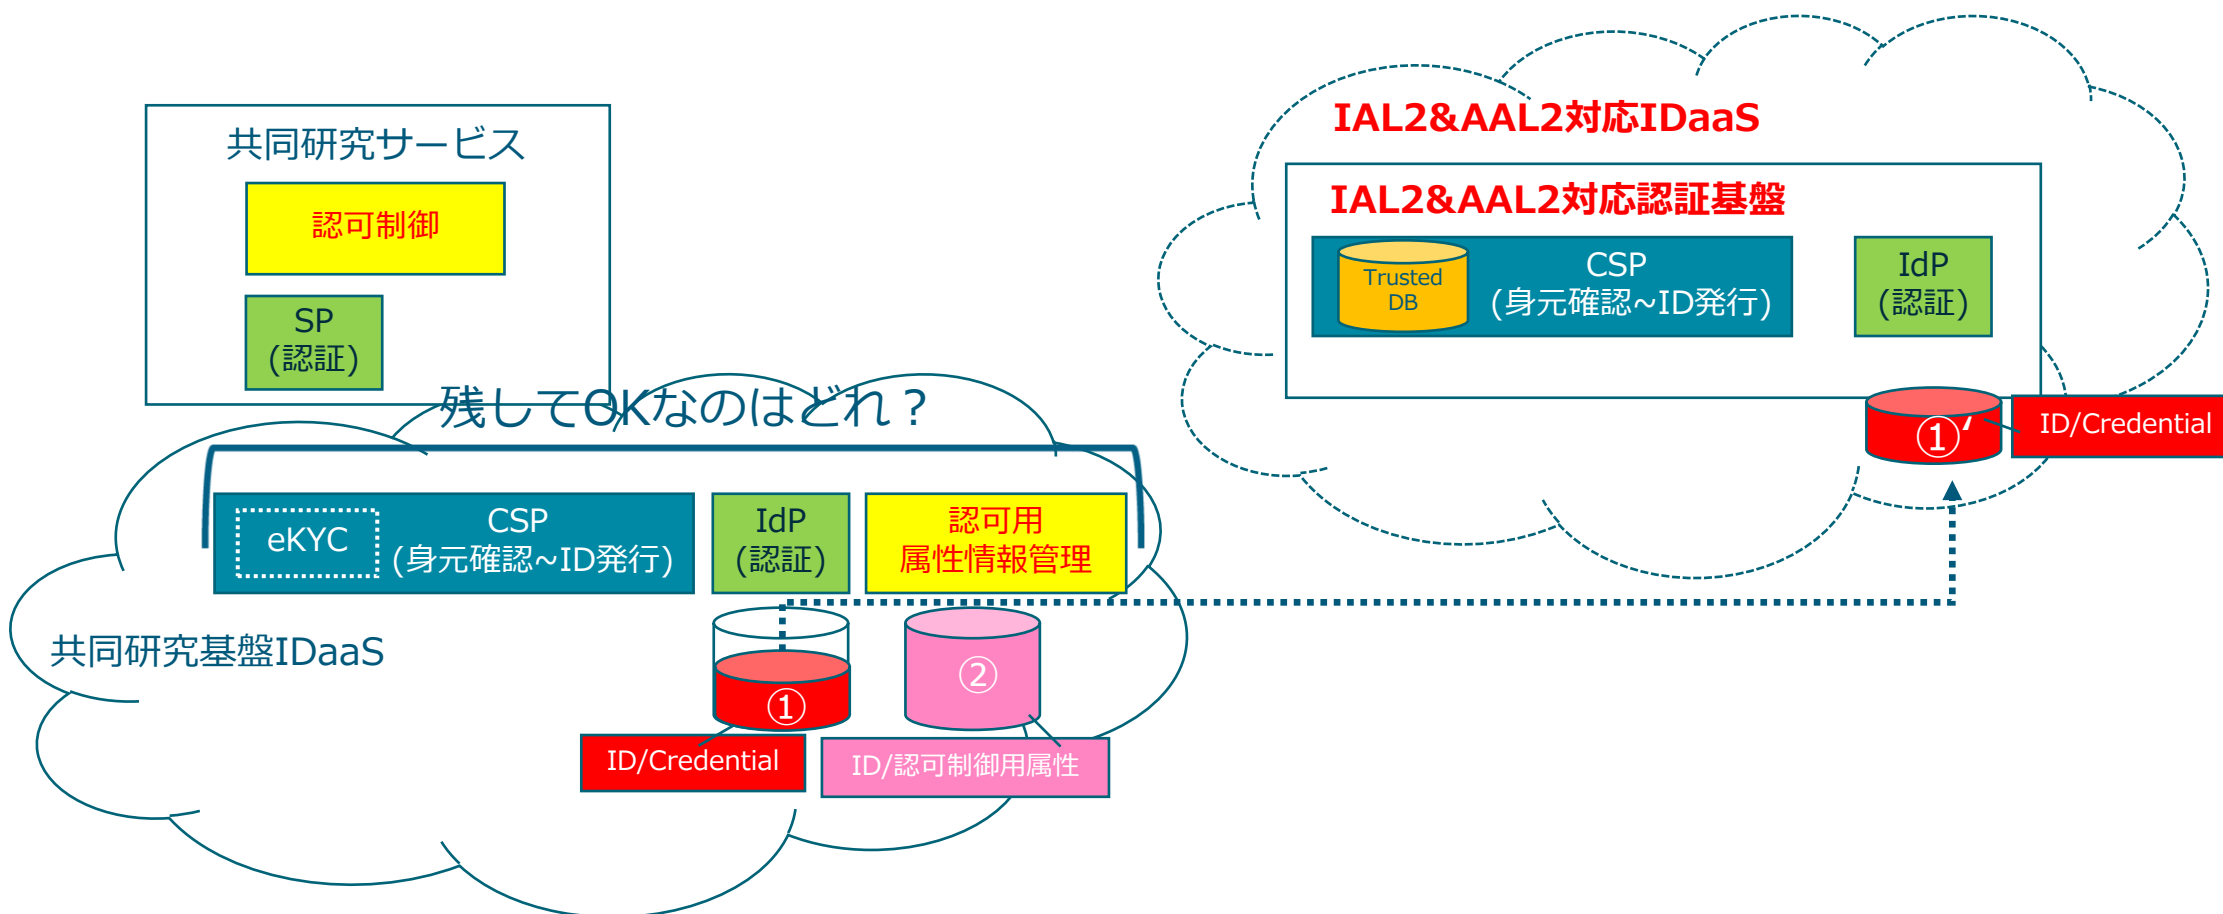 共同研究サービス
認可制御
SP
(認証)
残してOKなのはどれ？
eKYC
CSP
(身元確認~ID発行)
IdP
(認証)
認可用
属性情報管理
共同研究基盤IDaaS
①
②
ID/Credential
ID/認可制御用属性
IAL2&AAL2対応IDaaS
IAL2&AAL2対応認証基盤
Trusted
DB
CSP
(身元確認~ID発行)
IdP
(認証)
①’
ID/Credential